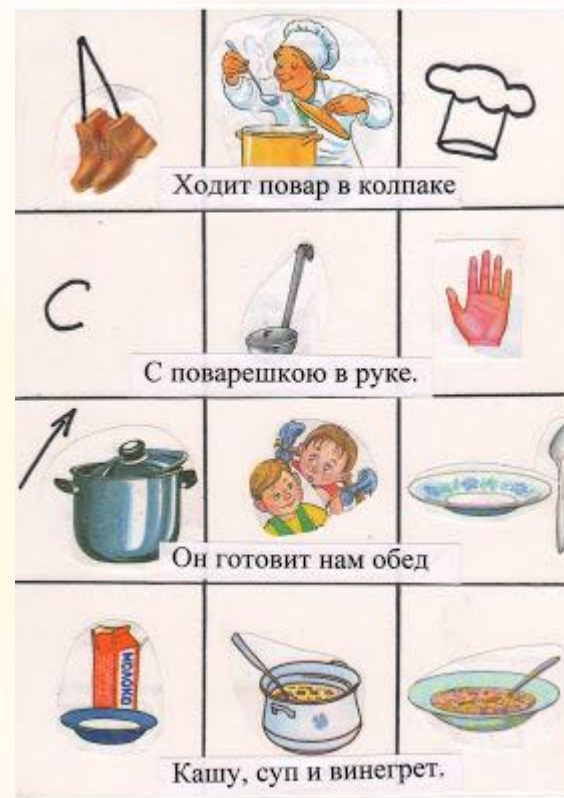 Ходит повар в колпаке
С
С поварешкою в руке.
Он готовит нам обед
МОЛОКО
Кашу, суп и винегрет.